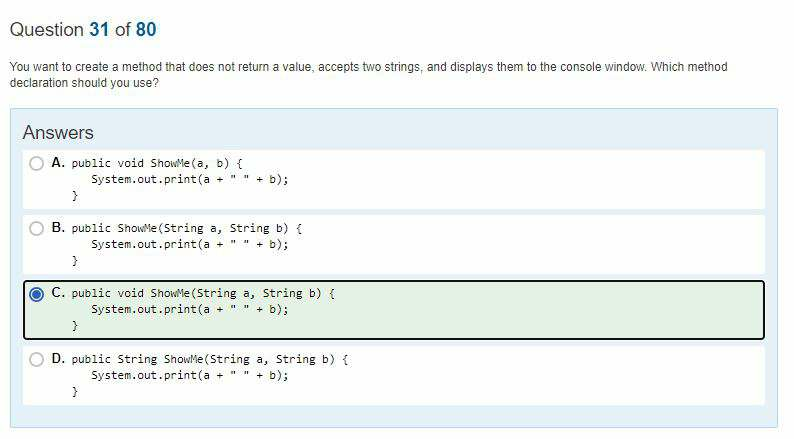 Question 31 of 80
You want to create a method that does not return a value, accepts two strings, and displays them to the console window. Which method
declaration should you use?
Answers
A. public void ShowMe(a, b) {
System.out.print(a + " " + b);
}
B. public ShowMe(String a, String b) {
System.out.print(a + " " + b);
}
C. public void ShowMe(String a, String b) {
System.out.print(a + " " + b);
}
D. public String ShowMe(String a, String b) {
System.out.print(a + " " + b);
}